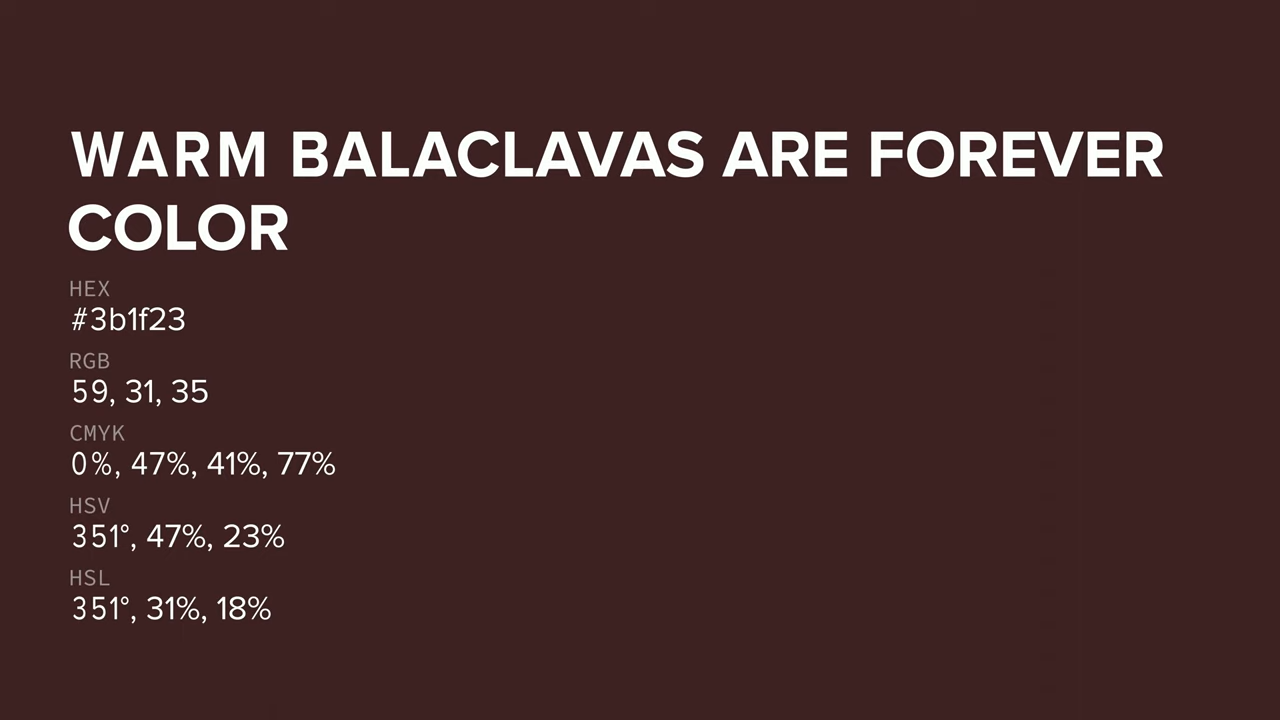 WARM BALACLAVAS ARE FOREVER
COLOR
HEX
#3b1f23
RGB
59, 31, 35
CMYK
0%, 47%, 41%, 77%
HSV
351°, 47%, 23%
HSL
351°, 31%, 18%